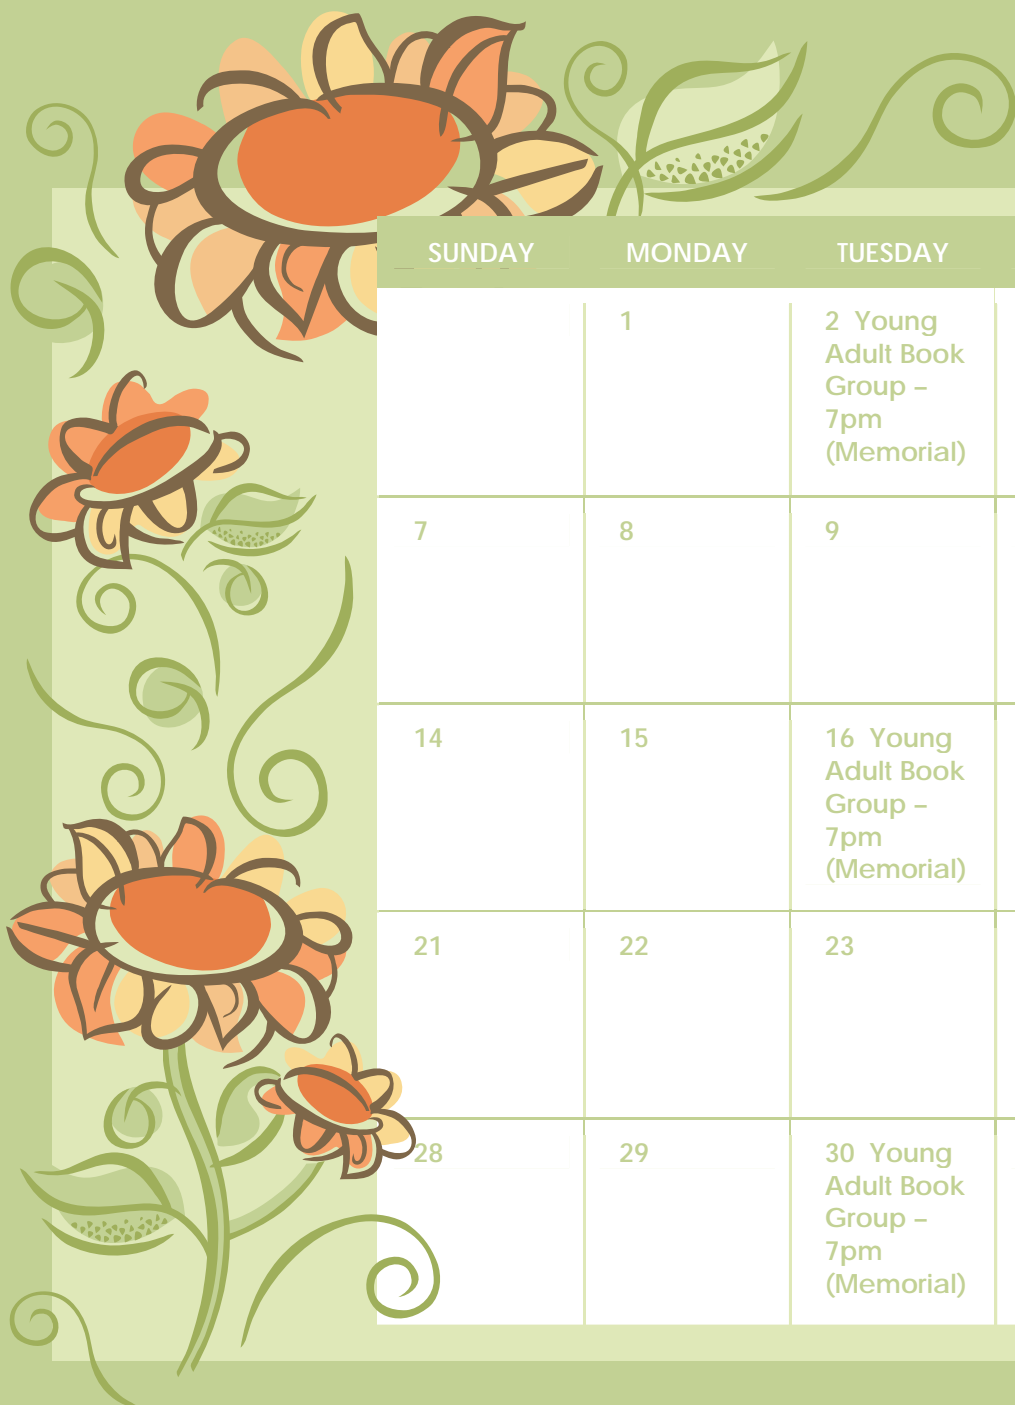 SUNDAY MONDAY TUESDAY
1 2  Young
Adult Book
Group –
7pm
(Memorial)
7 8 9
14 15 16  Young
Adult Book
Group –
7pm
(Memorial)
21 22 23
28 29 30  Young
Adult Book
Group –
7pm
(Memorial)